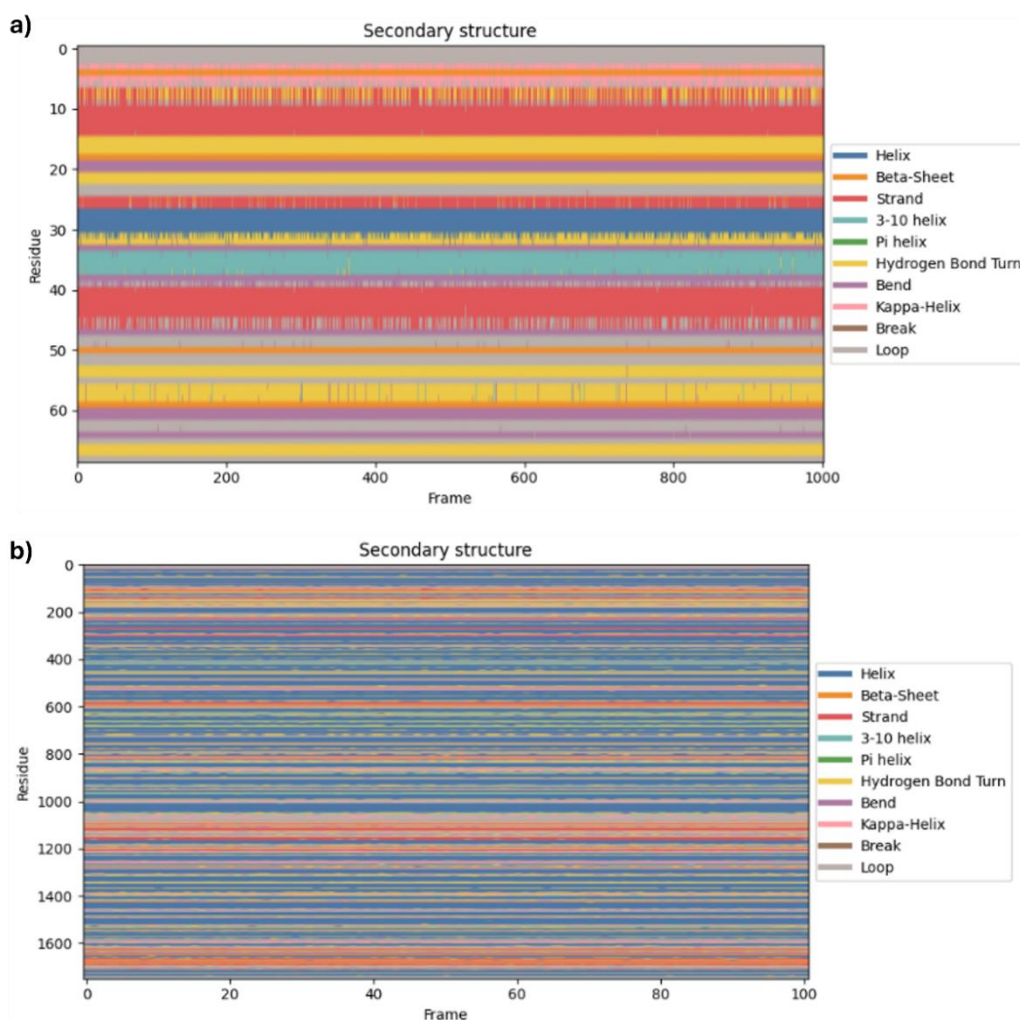 a)
Secondary structure
0
10
20
30
40
50
60
Residue
0
200
400
600
800
1000
Frame
Helix
Beta-Sheet
Strand
3-10 helix
Pi helix
Hydrogen Bond Turn
Bend
Kappa-Helix
Break
Loop
b)
Secondary structure
0
200
400
600
800
1000
1200
1400
1600
Residue
0
20
40
60
80
100
Frame
Helix
Beta-Sheet
Strand
3-10 helix
Pi helix
Hydrogen Bond Turn
Bend
Kappa-Helix
Break
Loop